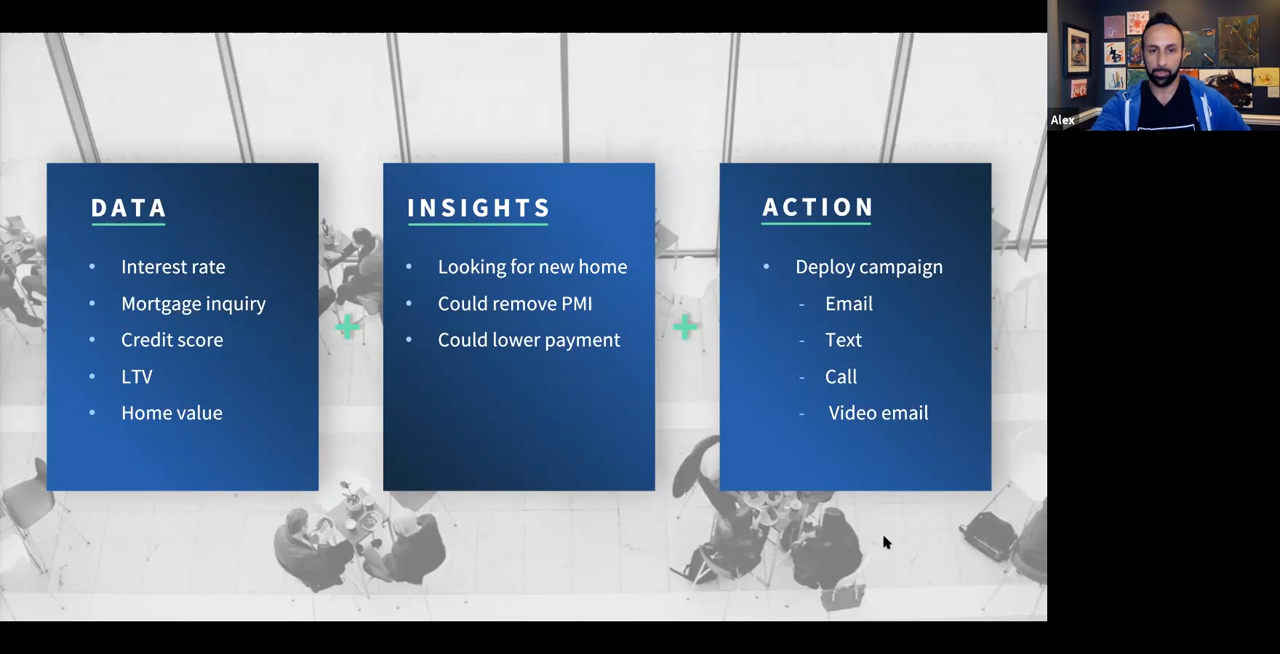 DATA
• Interest rate
• Mortgage inquiry
• Credit score
• LTV
• Home value
+
INSIGHTS
• Looking for new home
• Could remove PMI
• Could lower payment
+
ACTION
• Deploy campaign
- Email
- Text
- Call
- Video email
Alex